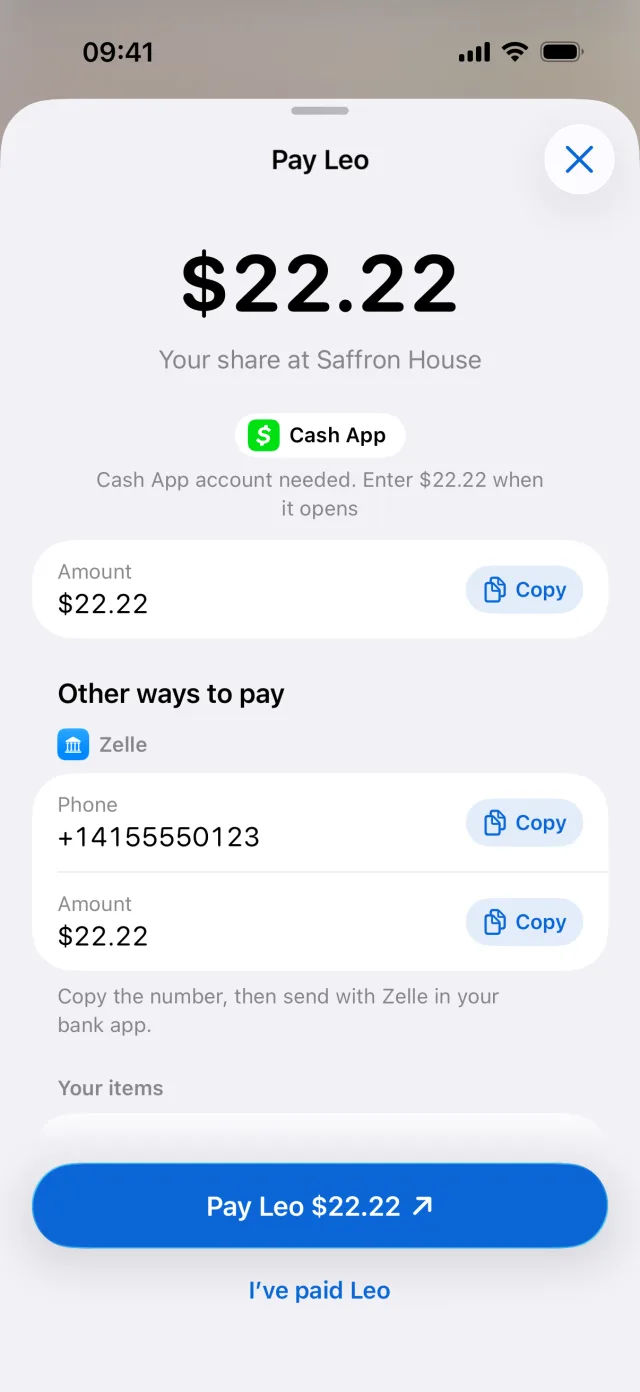 09:41
Pay Leo
$22.22
Your share at Saffron House
$ Cash App
Cash App account needed. Enter $22.22 when
it opens
Amount
$22.22
Copy
Other ways to pay
Zelle
Phone
+14155550123
Copy
Amount
$22.22
Copy
Copy the number, then send with Zelle in your
bank app.
Your items
Pay Leo $22.22
I’ve paid Leo